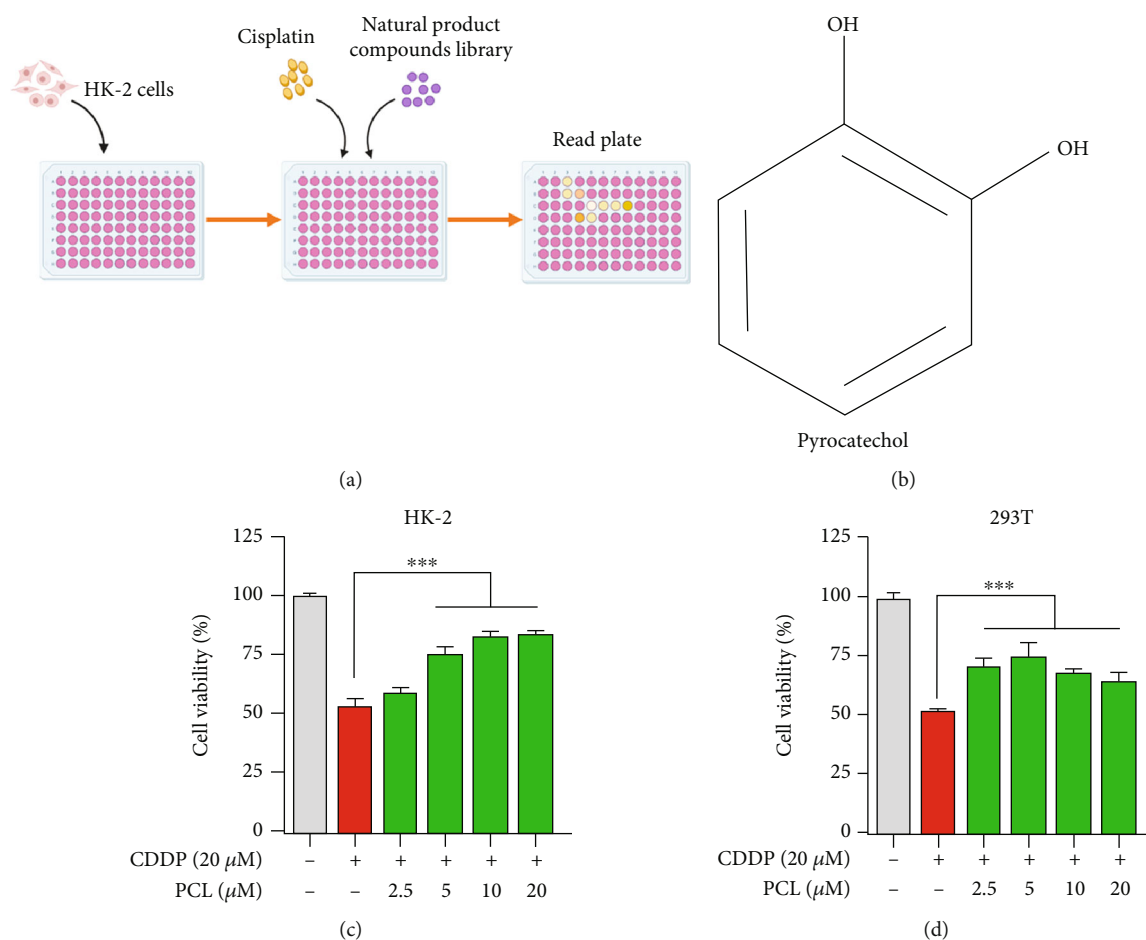 Cisplatin
Natural product
compounds library
HK-2 cells
Read plate
(a)
OH
OH
Pyrocatechol
(b)
HK-2
Cell viability (%)
125
100
75
50
25
0
***
CDDP (20 μM) – + + + + +
PCL (μM) – – 2.5 5 10 20
(c)
293T
Cell viability (%)
125
100
75
50
25
0
***
CDDP (20 μM) – + + + + +
PCL (μM) – – 2.5 5 10 20
(d)